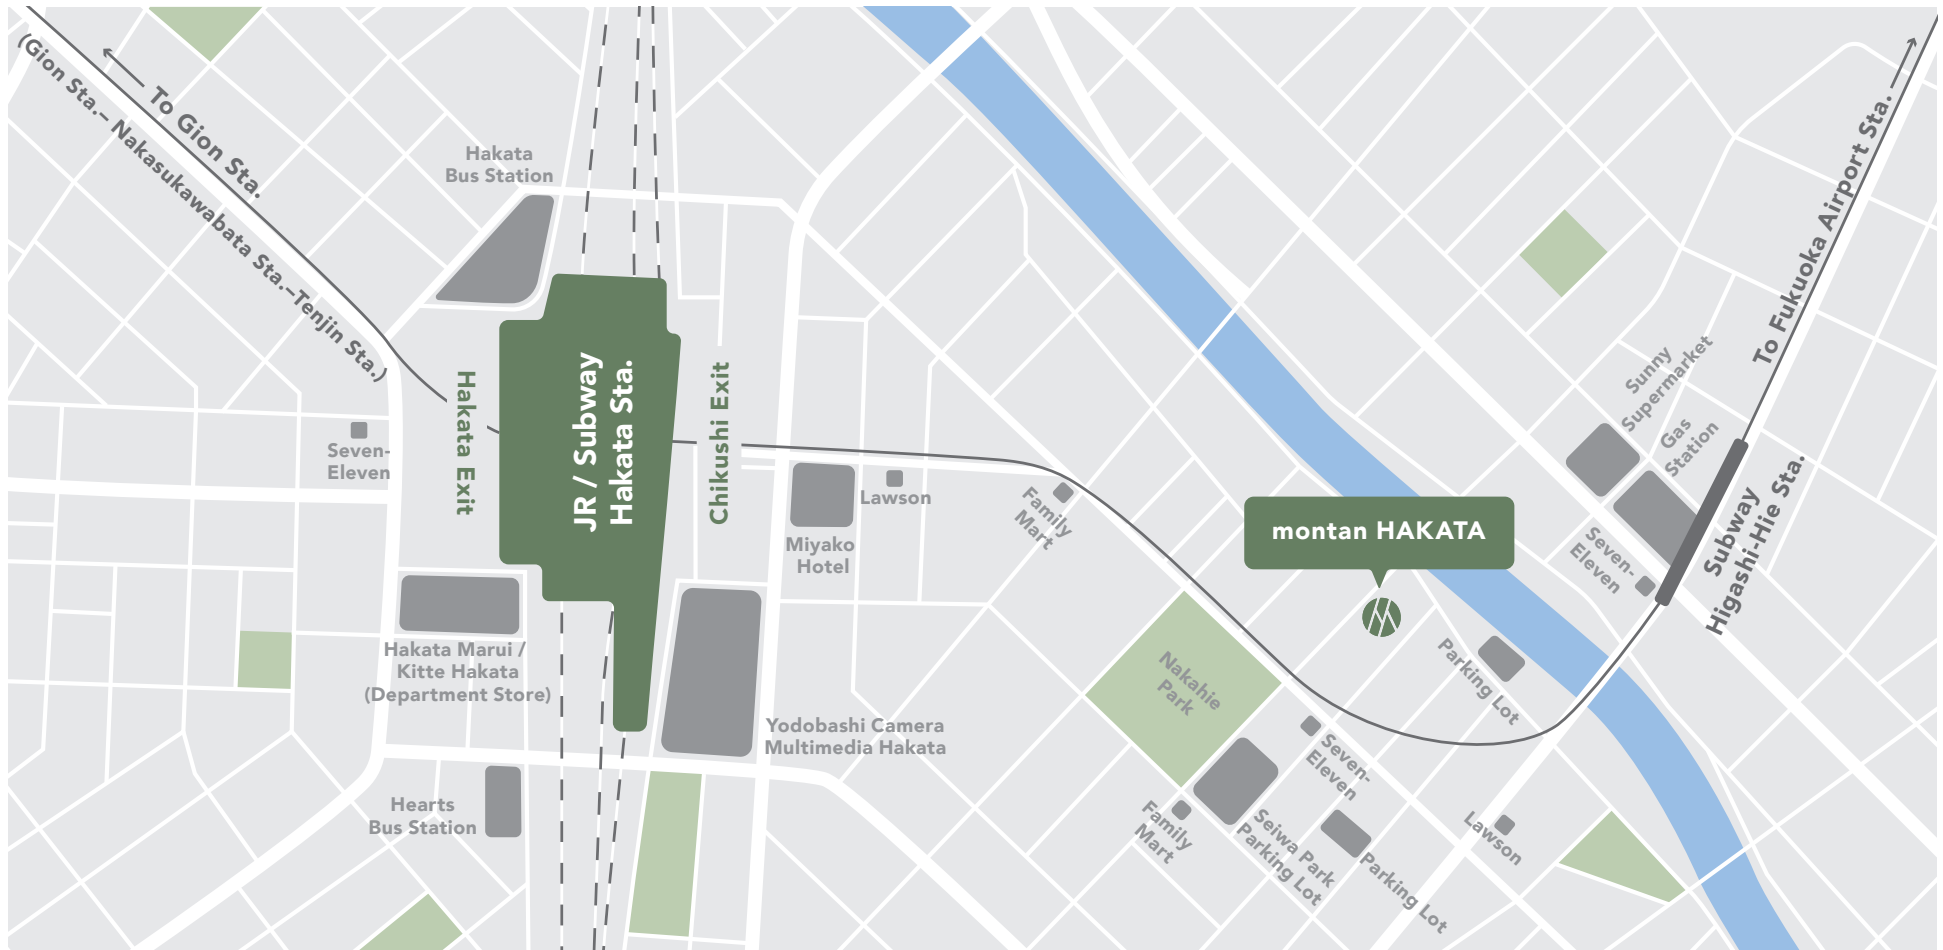 To Gion Sta.
(Gion Sta.– Nakasukawabata Sta.–Tenjin Sta.)
Hakata
Bus Station
To Fukuoka Airport Sta.
Sunny
Supermarket
Gas
Station
Seven-
Eleven
Hakata Exit
JR / Subway
Hakata Sta.
Chikushi Exit
Lawson
Miyako
Hotel
Family
Mart
montan HAKATA
Seven-
Eleven
Subway
Higashi-Hie Sta.
Hakata Marui /
Kitte Hakata
(Department Store)
Nakahie
Park
Parking Lot
Yodobashi Camera
Multimedia Hakata
Seven-
Eleven
Hearts
Bus Station
Family
Mart
Seiwa Park
Parking Lot
Parking Lot
Lawson